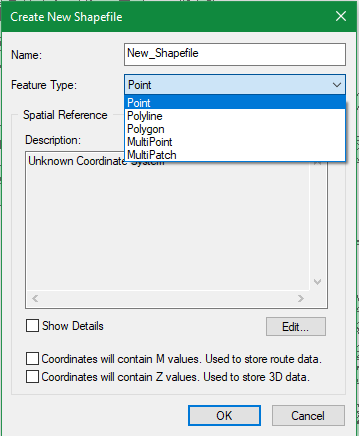 Create New Shapefile
Name: New_Shapefile
Feature Type: Point
Point
Polyline
Polygon
MultiPoint
MultiPatch
Spatial Reference
Description:
Unknown Coordinate System
Show Details
Edit...
Coordinates will contain M values. Used to store route data.
Coordinates will contain Z values. Used to store 3D data.
OK Cancel